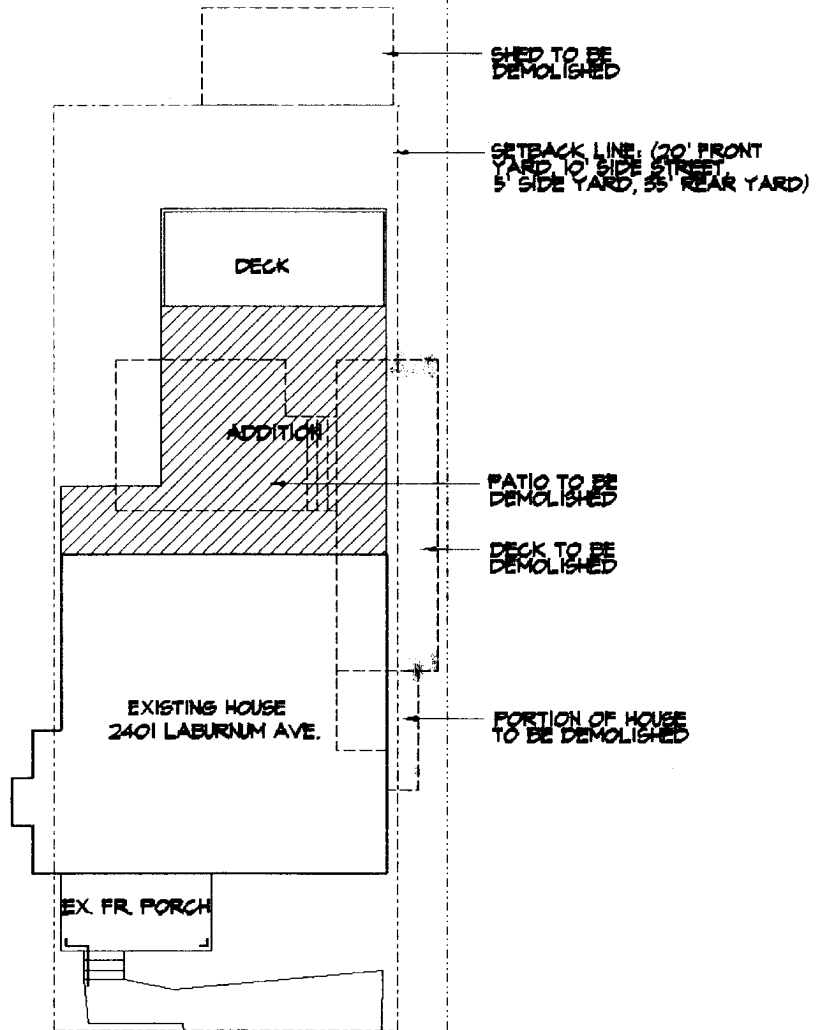 SHED TO BE
DEMOLISHED
SETBACK LINE: (20' FRONT
YARD, 10' SIDE STREET,
5' SIDE YARD, 35' REAR YARD)
DECK
ADDITION
PATIO TO BE
DEMOLISHED
DECK TO BE
DEMOLISHED
EXISTING HOUSE
2401 LABURNUM AVE.
PORTION OF HOUSE
TO BE DEMOLISHED
EX. FR. PORCH